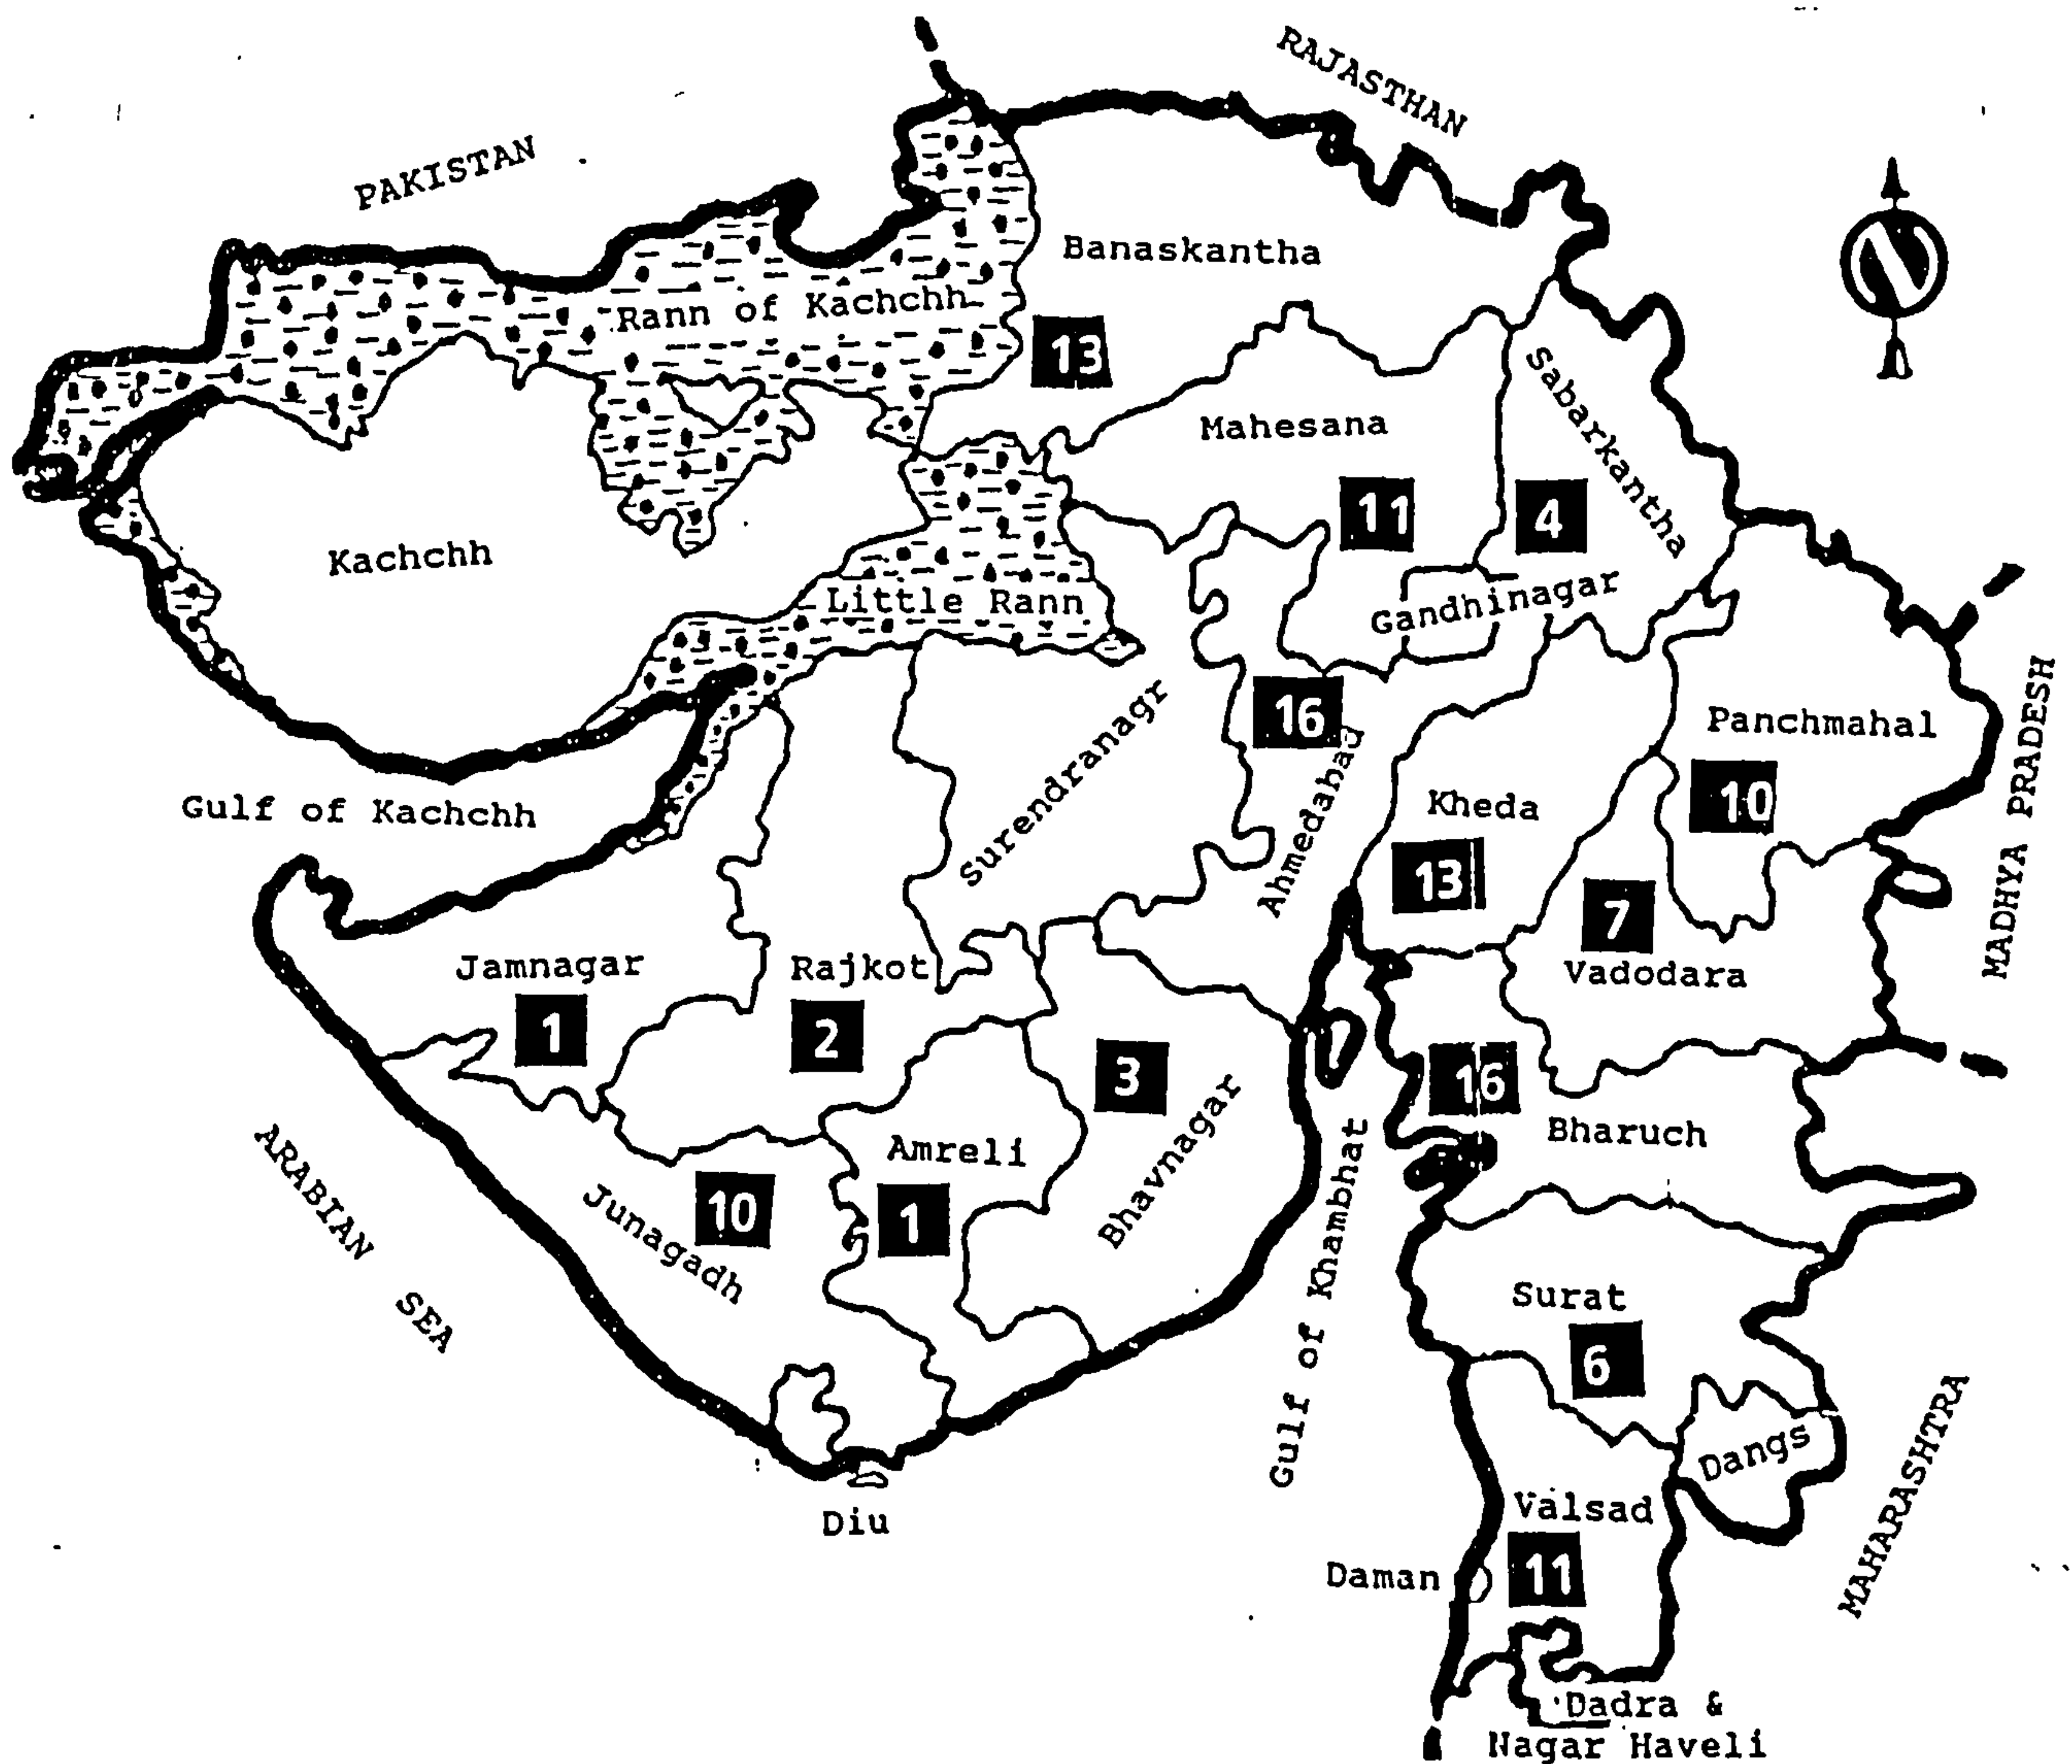 RAJASTHAN
PAKISTAN
Banaskantha
Rann of Kachchh
13
Sabarkantha
Mahesana
11
4
Kachchh
Little Rann
Gandhinagar
16
Surendranagr
Ahmedabad
Panchmahal
MADHYA PRADESH
10
Kheda
Gulf of Kachchh
13
7
Jamnagar
Rajkot
Vadodara
1
2
3
16
Bharuch
ARABIAN
SEA
Amreli
Bhavnagar
Junagadh
10
1
Gulf of Khambhat
Surat
6
Dangs
MAHARASHTRA
Valsad
Diu
Daman
11
Dadra &
Nagar Haveli